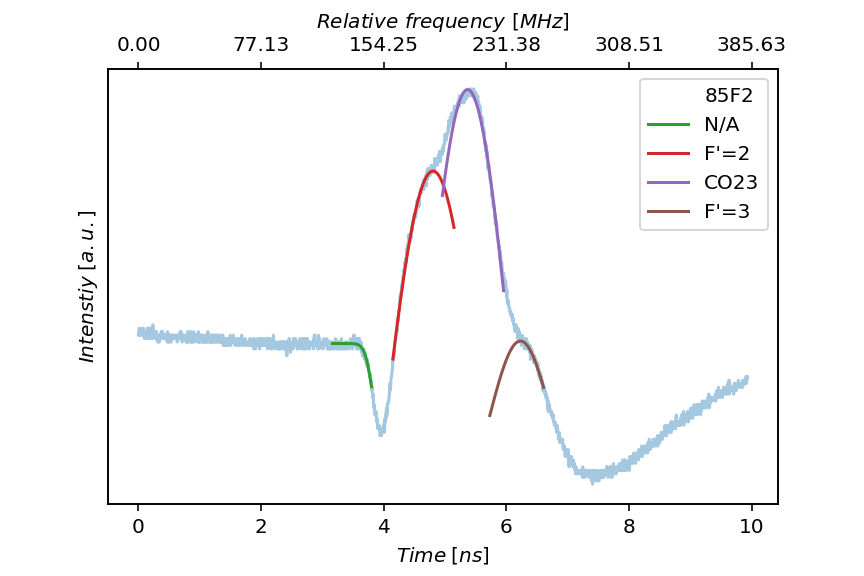 Relative frequency [MHz]
0.00 77.13 154.25 231.38 308.51 385.63
85F2
N/A
F'=2
CO23
F'=3
Intenstiy [a.u.]
0 2 4 6 8 10
Time [ns]